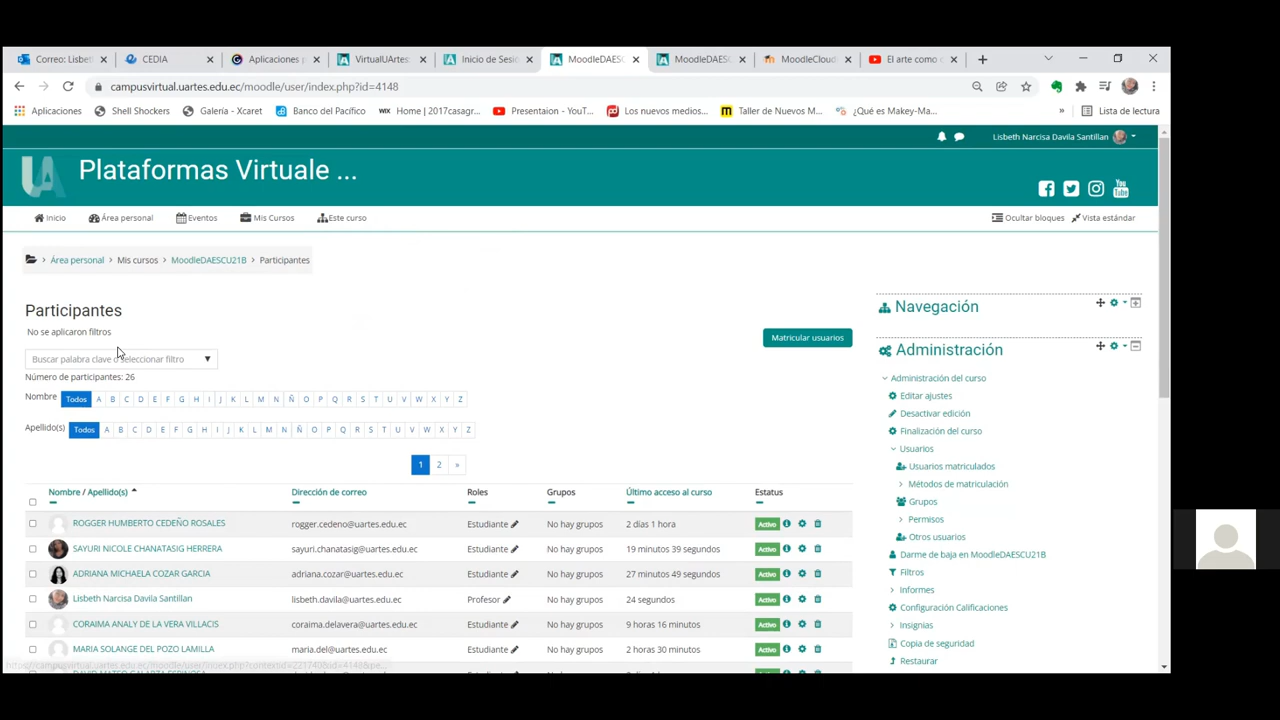 Correo: Lisbet
CEDIA
Aplicaciones
VirtualUArtes
Inicio de Sesi
MoodleDAESC
MoodleDAESC
MoodleCloud
El arte como
campusvirtual.uartes.edu.ec/moodle/user/index.php?id=4148
Aplicaciones
Shell Shockers
Galería - Xcaret
Banco del Pacífico
WIX
Home | 2017casagr...
Presentaion - YouT...
Los nuevos medios...
Taller de Nuevos M...
¿Qué es Makey-Ma...
»
Lista de lectura
Lisbeth Narcisa Davila Santillan
UA
Plataformas Virtuale ...
You Tube
Inicio
Área personal
Eventos
Mis Cursos
Este curso
Ocultar bloques
Vista estándar
> Área personal > Mis cursos > MoodleDAESCU21B > Participantes
Participantes
No se aplicaron filtros
Matricular usuarios
Buscar palabra clave o seleccionar filtro ▼
Número de participantes: 26
Nombre Todos A B C D E F G H I J K L M N Ñ O P Q R S T U V W X Y Z
Apellido(s) Todos A B C D E F G H I J K L M N Ñ O P Q R S T U V W X Y Z
1 2 »
Nombre / Apellido(s) Dirección de correo Roles Grupos Último acceso al curso Estatus
ROGGER HUMBERTO CEDEÑO ROSALES rogger.cedeno@uartes.edu.ec Estudiante No hay grupos 2 días 1 hora Activo
SAYURI NICOLE CHANATASIG HERRERA sayuri.chanatasig@uartes.edu.ec Estudiante No hay grupos 19 minutos 39 segundos Activo
ADRIANA MICHAELA COZAR GARCIA adriana.cozar@uartes.edu.ec Estudiante No hay grupos 27 minutos 49 segundos Activo
Lisbeth Narcisa Davila Santillan lisbeth.davila@uartes.edu.ec Profesor No hay grupos 24 segundos Activo
CORAIMA ANALY DE LA VERA VILLACIS coraima.delavera@uartes.edu.ec Estudiante No hay grupos 9 horas 16 minutos Activo
MARIA SOLANGE DEL POZO LAMILLA maria.del@uartes.edu.ec Estudiante No hay grupos 2 horas 30 minutos Activo
Navegación
Administración
Administración del curso
Editar ajustes
Desactivar edición
Finalización del curso
Usuarios
Usuarios matriculados
Métodos de matriculación
Grupos
Permisos
Otros usuarios
Darme de baja en MoodleDAESCU21B
Filtros
Informes
Configuración Calificaciones
Insignias
Copia de seguridad
Restaurar